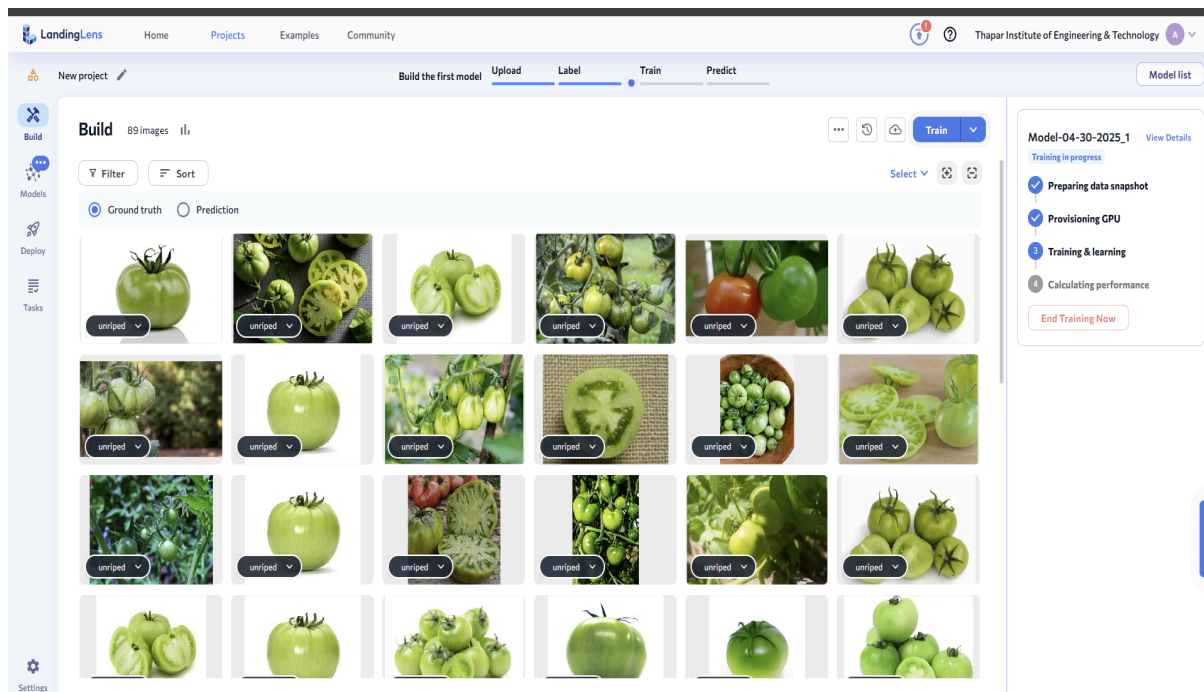 LandingLens Home Projects Examples Community ! Thapar Institute of Engineering & Technology A
New project Build the first model Upload Label Train Predict Model list
Build
Models
Deploy
Tasks
Settings
Build 89 images Train
Filter Sort Select
Ground truth Prediction
unriped unriped unriped unriped unriped unriped
unriped unriped unriped unriped unriped unriped
unriped unriped unriped unriped unriped unriped
Model-04-30-2025_1 View Details
Training in progress
Preparing data snapshot
Provisioning GPU
3 Training & learning
4 Calculating performance
End Training Now